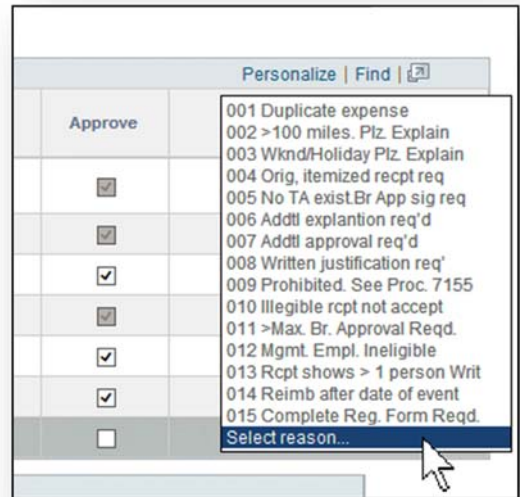 Personalize | Find |
Approve
001 Duplicate expense
002 >100 miles. Plz. Explain
003 Wknd/Holiday Plz. Explain
004 Orig, itemized recpt req
005 No TA exist.Br App sig req
006 Addtl explantion req'd
007 Addtl approval req'd
008 Written justification req'
009 Prohibited. See Proc. 7155
010 Illegible rcpt not accept
011 >Max. Br. Approval Reqd.
012 Mgmt. Empl. Ineligible
013 Rcpt shows > 1 person Writ
014 Reimb after date of event
015 Complete Reg. Form Reqd.
Select reason...